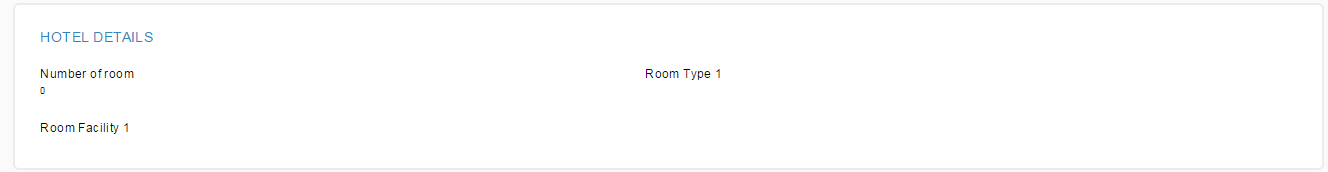 HOTEL DETAILS
Number of room
Room Type 1
0
Room Facility 1